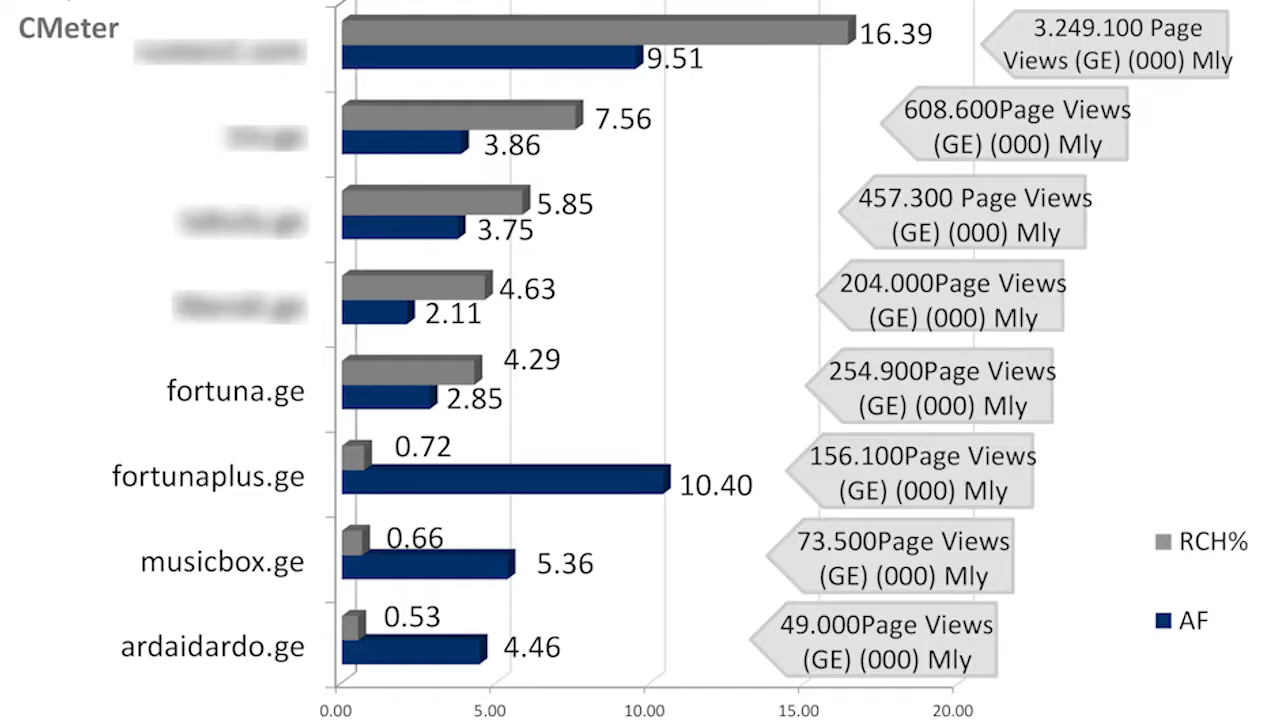 CMeter
16.39
9.51
3.249.100 Page
Views (GE) (000) Mly
7.56
3.86
608.600Page Views
(GE) (000) Mly
5.85
3.75
457.300 Page Views
(GE) (000) Mly
4.63
2.11
204.000Page Views
(GE) (000) Mly
fortuna.ge
4.29
2.85
254.900Page Views
(GE) (000) Mly
fortunaplus.ge
0.72
10.40
156.100Page Views
(GE) (000) Mly
musicbox.ge
0.66
5.36
73.500Page Views
(GE) (000) Mly
ardaidardo.ge
0.53
4.46
49.000Page Views
(GE) (000) Mly
RCH%
AF
0.00 5.00 10.00 15.00 20.00